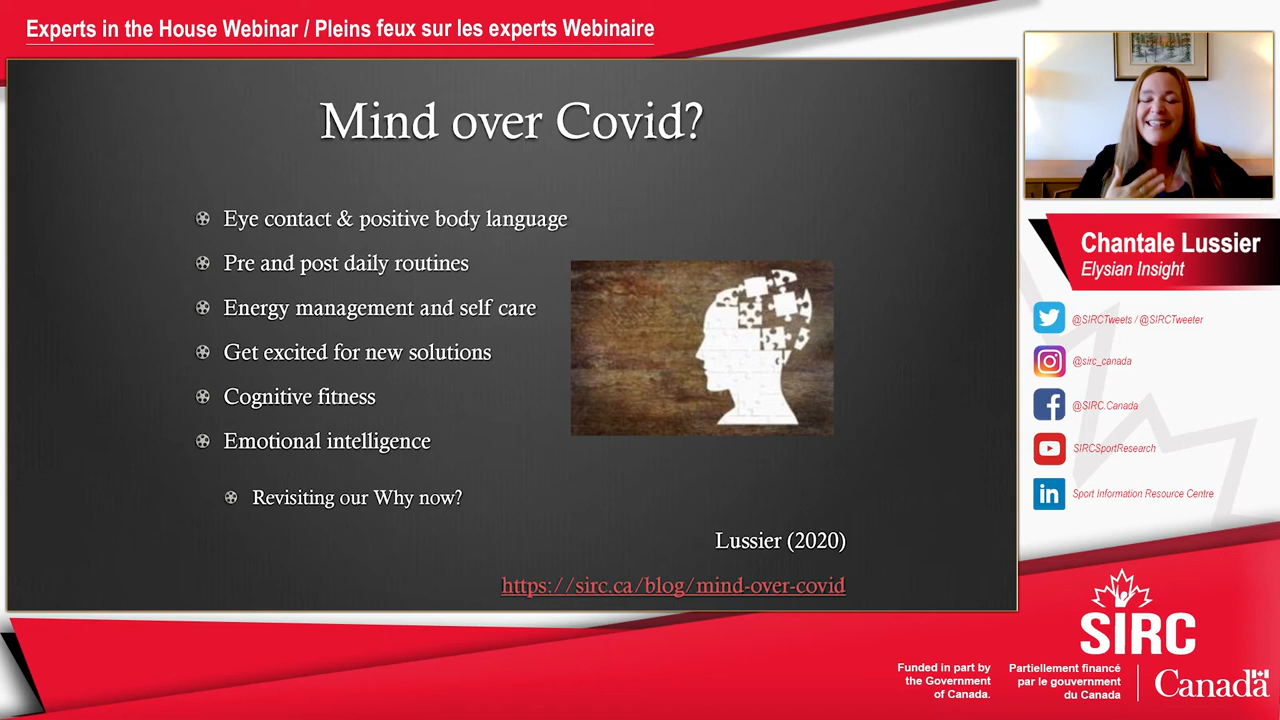 Experts in the House Webinar / Pleins feux sur les experts Webinaire
Mind over Covid?
Eye contact & positive body language
Pre and post daily routines
Energy management and self care
Get excited for new solutions
Cognitive fitness
Emotional intelligence
Revisiting our Why now?
Lussier (2020)
https://sirc.ca/blog/mind-over-covid
Chantale Lussier
Elysian Insight
@SIRCTweets / @SIRCTweeter
@sirc_canada
@SIRC.Canada
SIRCSportResearch
in
Sport Information Resource Centre
SIRC
Funded in part by
the Government
of Canada.
Partiellement financé
par le gouvernment
du Canada
Canada